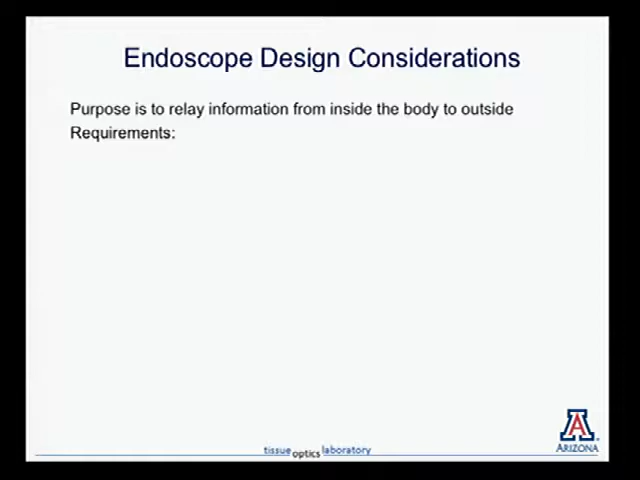 Endoscope Design Considerations
Purpose is to relay information from inside the body to outside
Requirements:
A
ARIZONA
tissue optics laboratory